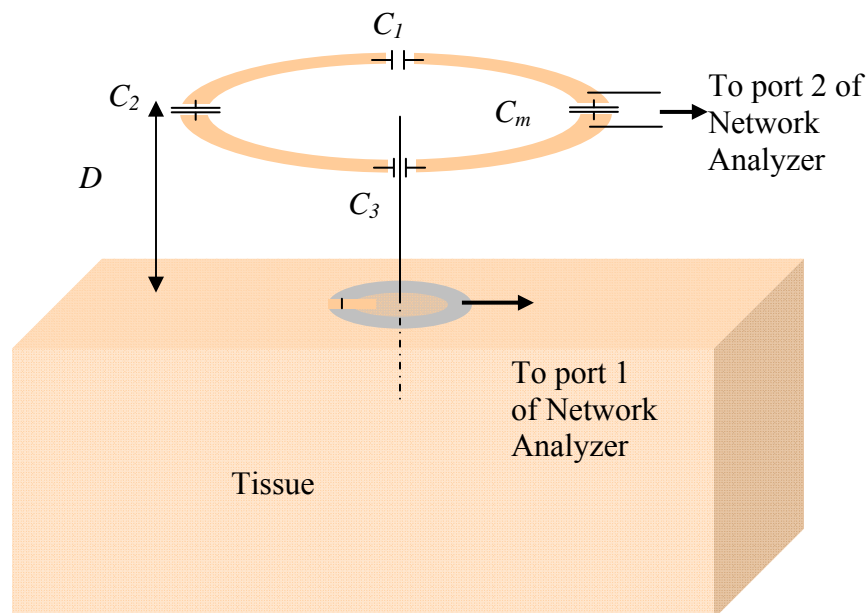 C1
C2
Cm
To port 2 of
Network
Analyzer
D
C3
To port 1
of Network
Analyzer
Tissue